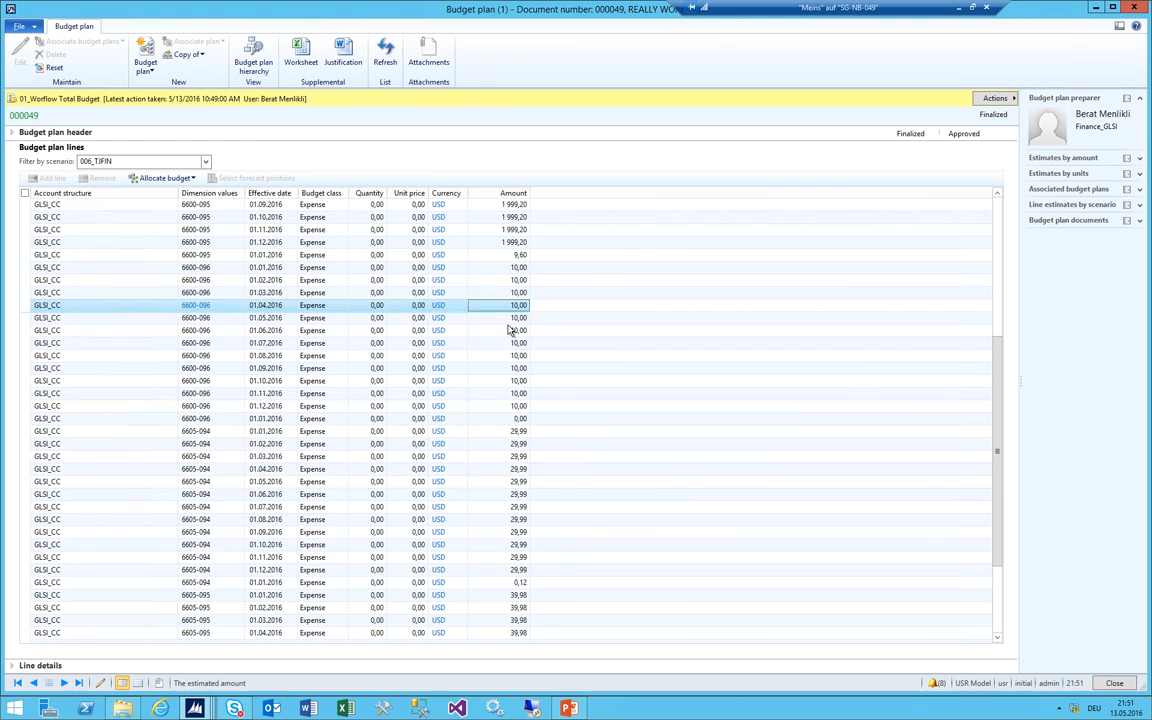 Budget plan (1) - Document number: 000049, REALLY WO
"Meins" auf "SG-NB-049"
File Budget plan
Edit Associate budget plans Delete Reset Maintain
Budget plan Associate plan Copy of New
Budget plan hierarchy View
Worksheet Justification Supplemental
Refresh List
Attachments Attachments
01_Worflow Total Budget [Latest action taken: 5/13/2016 10:49:00 AM User: Berat Menlikli] Actions
000049 Finalized
Budget plan header Finalized Approved
Budget plan lines
Filter by scenario: 006_TJFIN
Add line Remove Allocate budget Select forecast positions
Account structure Dimension values Effective date Budget class Quantity Unit price Currency Amount
GLSI_CC 6600-095 01.09.2016 Expense 0,00 0,00 USD 1 999,20
GLSI_CC 6600-095 01.10.2016 Expense 0,00 0,00 USD 1 999,20
GLSI_CC 6600-095 01.11.2016 Expense 0,00 0,00 USD 1 999,20
GLSI_CC 6600-095 01.12.2016 Expense 0,00 0,00 USD 1 999,20
GLSI_CC 6600-095 01.01.2016 Expense 0,00 0,00 USD 9,60
GLSI_CC 6600-096 01.01.2016 Expense 0,00 0,00 USD 10,00
GLSI_CC 6600-096 01.02.2016 Expense 0,00 0,00 USD 10,00
GLSI_CC 6600-096 01.03.2016 Expense 0,00 0,00 USD 10,00
GLSI_CC 6600-096 01.04.2016 Expense 0,00 0,00 USD 10,00
GLSI_CC 6600-096 01.05.2016 Expense 0,00 0,00 USD 10,00
GLSI_CC 6600-096 01.06.2016 Expense 0,00 0,00 USD
GLSI_CC 6600-096 01.07.2016 Expense 0,00 0,00 USD 10,00
GLSI_CC 6600-096 01.08.2016 Expense 0,00 0,00 USD 10,00
GLSI_CC 6600-096 01.09.2016 Expense 0,00 0,00 USD 10,00
GLSI_CC 6600-096 01.10.2016 Expense 0,00 0,00 USD 10,00
GLSI_CC 6600-096 01.11.2016 Expense 0,00 0,00 USD 10,00
GLSI_CC 6600-096 01.12.2016 Expense 0,00 0,00 USD 10,00
GLSI_CC 6600-096 01.01.2016 Expense 0,00 0,00 USD 0,00
GLSI_CC 6605-094 01.01.2016 Expense 0,00 0,00 USD 29,99
GLSI_CC 6605-094 01.02.2016 Expense 0,00 0,00 USD 29,99
GLSI_CC 6605-094 01.03.2016 Expense 0,00 0,00 USD 29,99
GLSI_CC 6605-094 01.04.2016 Expense 0,00 0,00 USD 29,99
GLSI_CC 6605-094 01.05.2016 Expense 0,00 0,00 USD 29,99
GLSI_CC 6605-094 01.06.2016 Expense 0,00 0,00 USD 29,99
GLSI_CC 6605-094 01.07.2016 Expense 0,00 0,00 USD 29,99
GLSI_CC 6605-094 01.08.2016 Expense 0,00 0,00 USD 29,99
GLSI_CC 6605-094 01.09.2016 Expense 0,00 0,00 USD 29,99
GLSI_CC 6605-094 01.10.2016 Expense 0,00 0,00 USD 29,99
GLSI_CC 6605-094 01.11.2016 Expense 0,00 0,00 USD 29,99
GLSI_CC 6605-094 01.12.2016 Expense 0,00 0,00 USD 29,99
GLSI_CC 6605-094 01.01.2016 Expense 0,00 0,00 USD 0,12
GLSI_CC 6605-095 01.01.2016 Expense 0,00 0,00 USD 39,98
GLSI_CC 6605-095 01.02.2016 Expense 0,00 0,00 USD 39,98
GLSI_CC 6605-095 01.03.2016 Expense 0,00 0,00 USD 39,98
GLSI_CC 6605-095 01.04.2016 Expense 0,00 0,00 USD 39,98
Line details
Budget plan preparer
Berat Menlikli
Finance_GLSI
Estimates by amount
Estimates by units
Associated budget plans
Line estimates by scenario
Budget plan documents
The estimated amount (8) USR Model usr initial admin 21:51 Close
DEU 21:51
13.05.2016